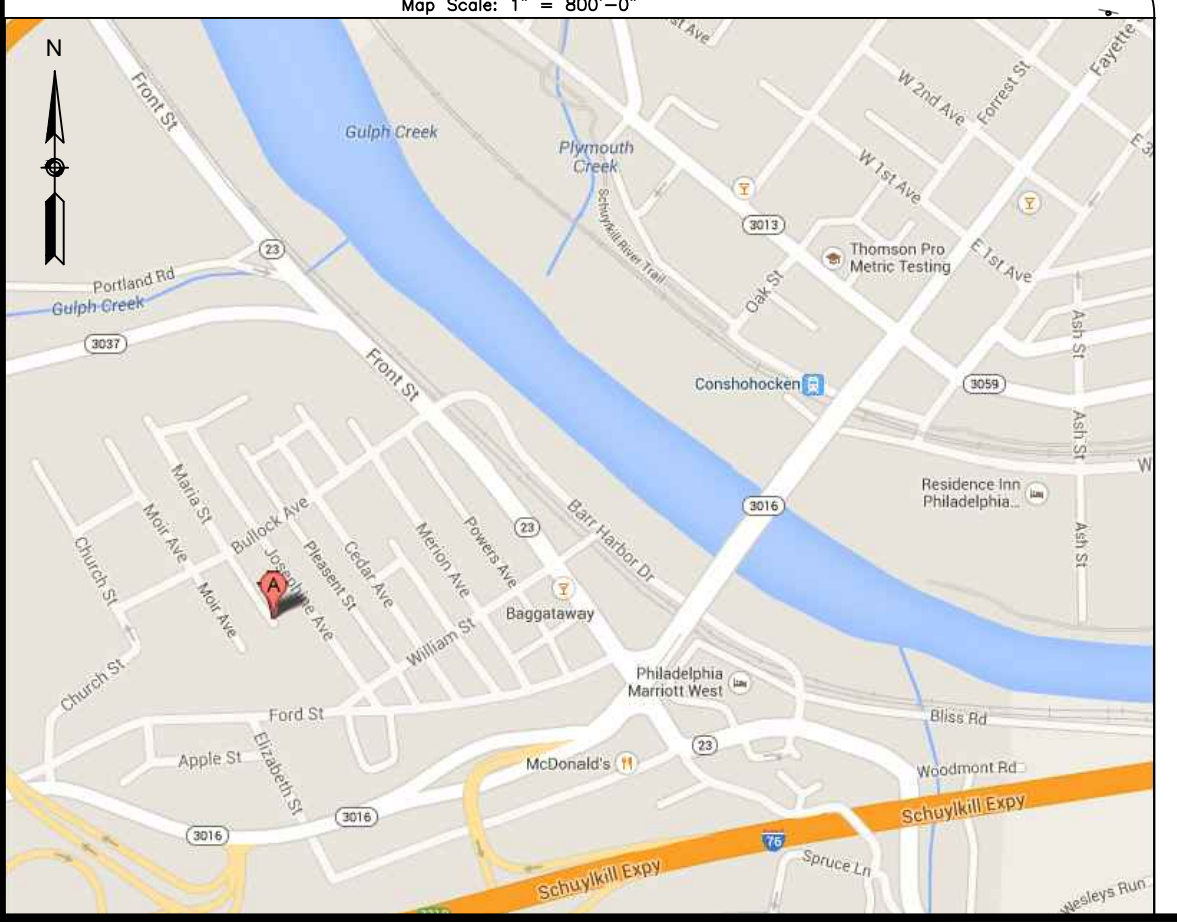 Map Scale: 1" = 800'-0"
N
st Ave
Fayette
Front St
Gulph Creek
Plymouth
Creek
W 2nd Ave
Forrest St
E 3
W 1st Ave
Schuylkill River Trail
3013
Thomson Pro
Metric Testing
E 1st Ave
23
Portland Rd
Gulph Creek
Oak St
3037
Ash St
Front St
Conshohocken
3059
Ash St
W
Maria St
Bullock Ave
Residence Inn
Philadelphia...
Moir Ave
3016
23
Barr Harbor Dr
Powers Ave
Merion Ave
Cedar Ave
Pleasent St
Josephine Ave
Church St
Ash St
A
Moir Ave
Baggataway
William St
Church St
Philadelphia
Marriott West
Ford St
Bliss Rd
Elizabeth St
Apple St
23
McDonald's
Woodmont Rd
3016
3016
Schuylkill Expy
76
Spruce Ln
Schuylkill Expy
Wesleys Run